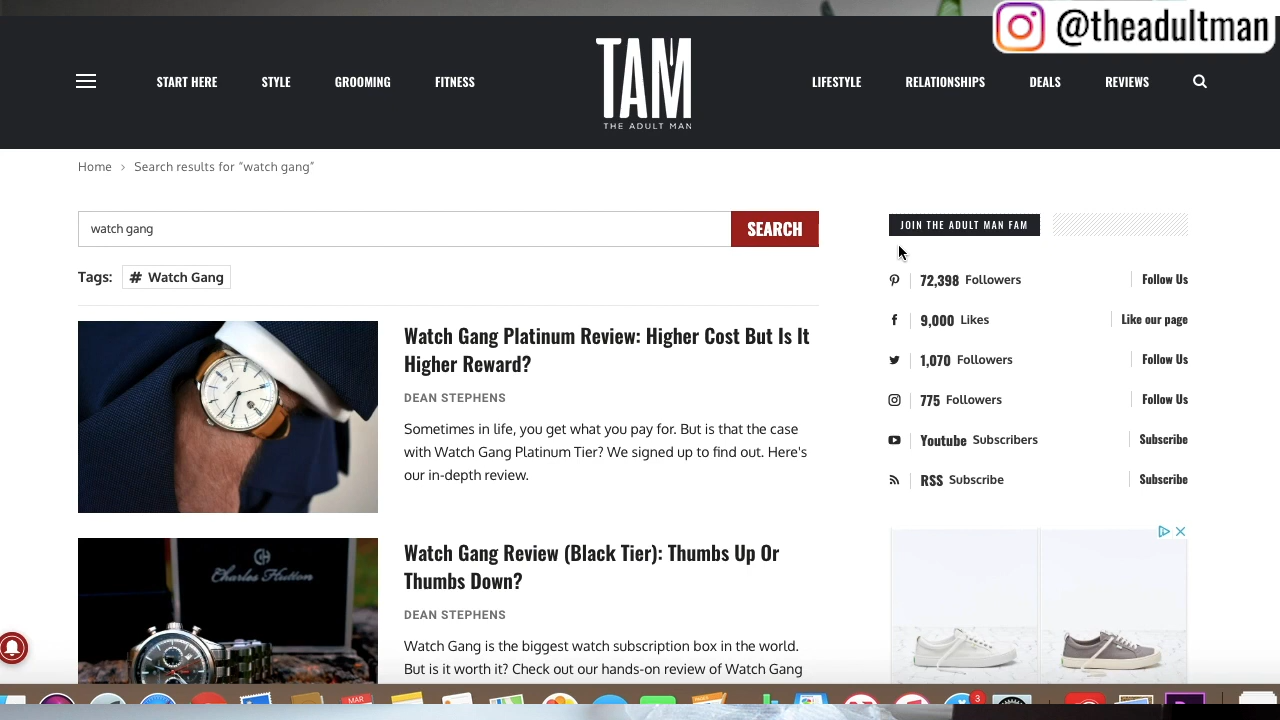 @theadultman
START HERE
STYLE
GROOMING
FITNESS
TAM
THE ADULT MAN
LIFESTYLE
RELATIONSHIPS
DEALS
REVIEWS
Home > Search results for “watch gang”
watch gang
SEARCH
Tags:
# Watch Gang
Watch Gang Platinum Review: Higher Cost But Is It
Higher Reward?
DEAN STEPHENS
Sometimes in life, you get what you pay for. But is that the case
with Watch Gang Platinum Tier? We signed up to find out. Here's
our in-depth review.
Charles Hutton
Watch Gang Review (Black Tier): Thumbs Up Or
Thumbs Down?
DEAN STEPHENS
Watch Gang is the biggest watch subscription box in the world.
But is it worth it? Check out our hands-on review of Watch Gang
JOIN THE ADULT MAN FAM
72,398 Followers
Follow Us
9,000 Likes
Like our page
1,070 Followers
Follow Us
775 Followers
Follow Us
Youtube Subscribers
Subscribe
RSS Subscribe
Subscribe
MAR
3